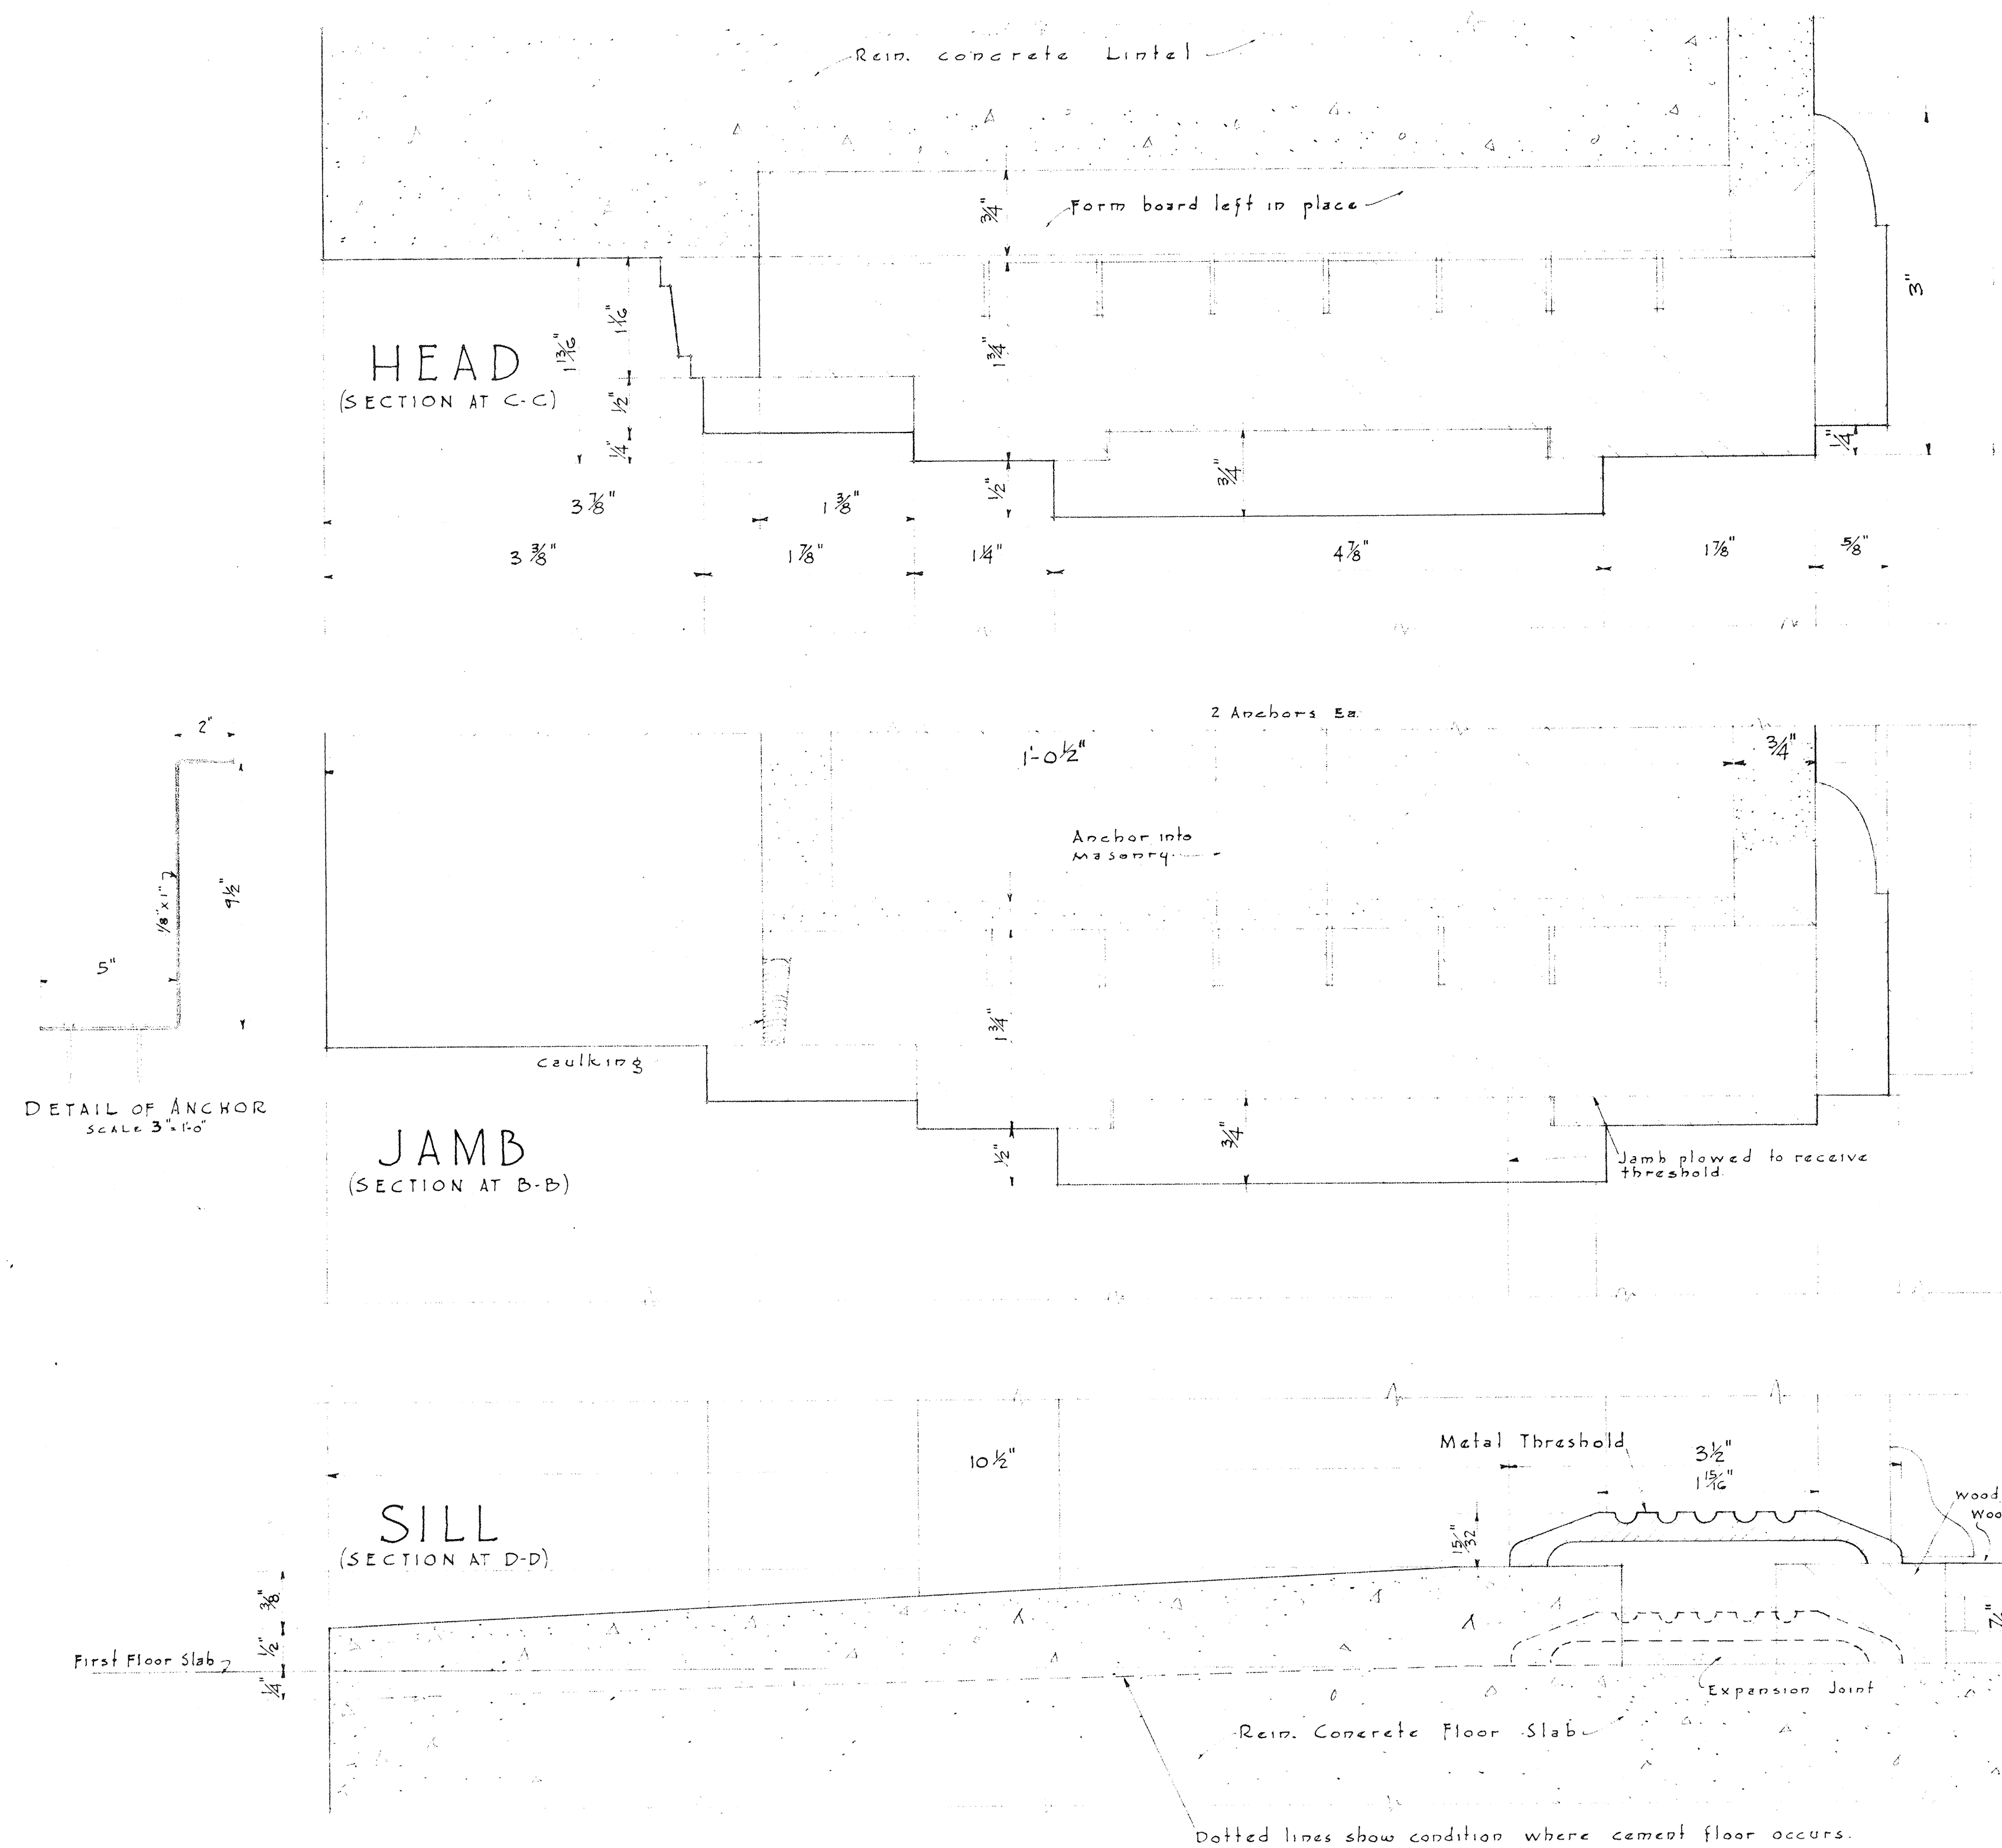 Rein. concrete Lintel
3/4"
Form board left in place
3"
HEAD
(SECTION AT C-C)
1 3/16"
1 1/16"
1/2"
1/4"
1 3/4"
1/2"
3/4"
1/4"
3 7/8"
1 3/8"
3 3/8"
1 7/8"
1 1/4"
4 7/8"
1 7/8"
5/8"
2 Anchors Ea.
2"
1'-0 1/2"
3/4"
Anchor into
Masonry
1/8" x 1"
9 1/2"
5"
1 3/4"
caulking
DETAIL OF ANCHOR
SCALE 3" = 1'-0"
JAMB
(SECTION AT B-B)
1/2"
3/4"
Jamb plowed to receive
threshold.
Metal Threshold
10 1/2"
3 1/2"
1 15/16"
SILL
(SECTION AT D-D)
15/32"
Wood
3/8"
1/2"
1/4"
First Floor Slab
Expansion Joint
Rein. Concrete Floor Slab
Dotted lines show condition where cement floor occurs.